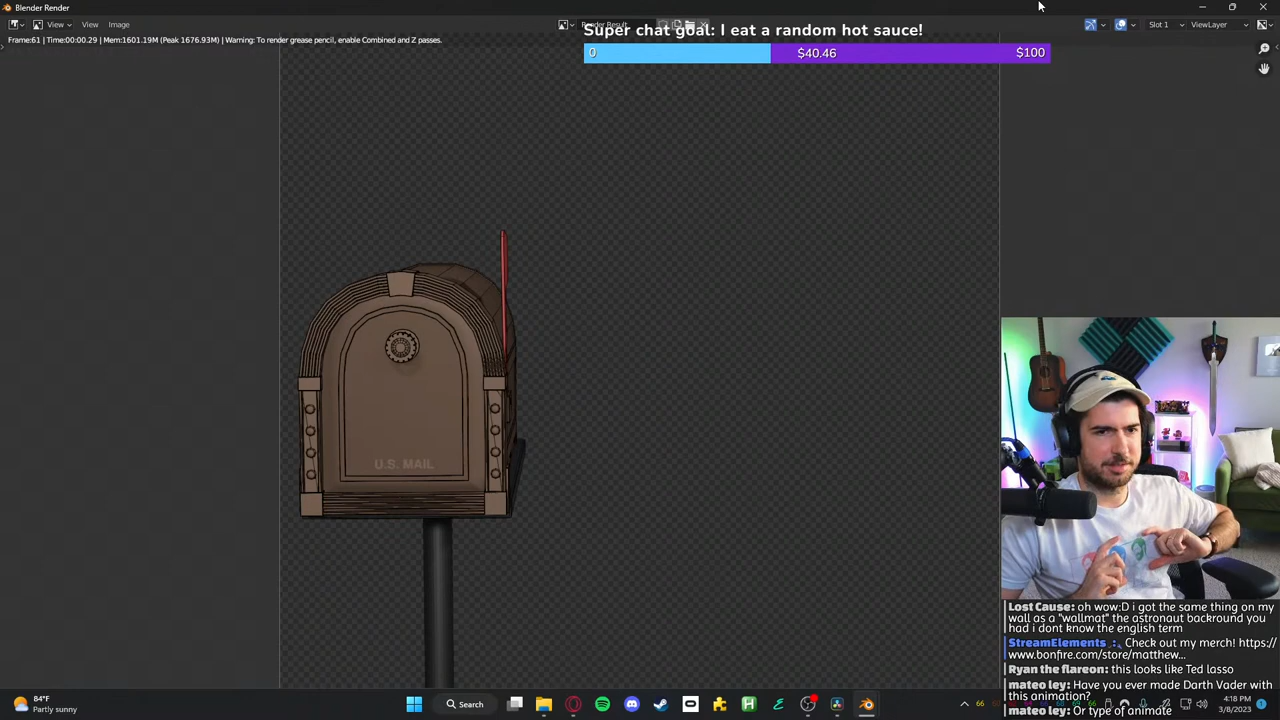 Blender Render
View
View
Image
Render Result
Slot 1
ViewLayer
Frame:61 | Time:00:00.29 | Mem:1601.19M (Peak 1676.93M) | Warning: To render grease pencil, enable Combined and Z passes.
Super chat goal: I eat a random hot sauce!
0
$40.46
$100
U.S. MAIL
Lost Cause: oh wow:D i got the same thing on my
wall as a "wallmat" the astronaut backround you
had i dont know the english term
StreamElements : Check out my merch! https://
www.bonfire.com/store/matthew...
Ryan the flareon: this looks like Ted lasso
mateo ley: Have you ever made Darth Vader with
this animation?
mateo ley: Or type of animate
84°F
Partly sunny
Search
66
4:18 PM
3/8/2023